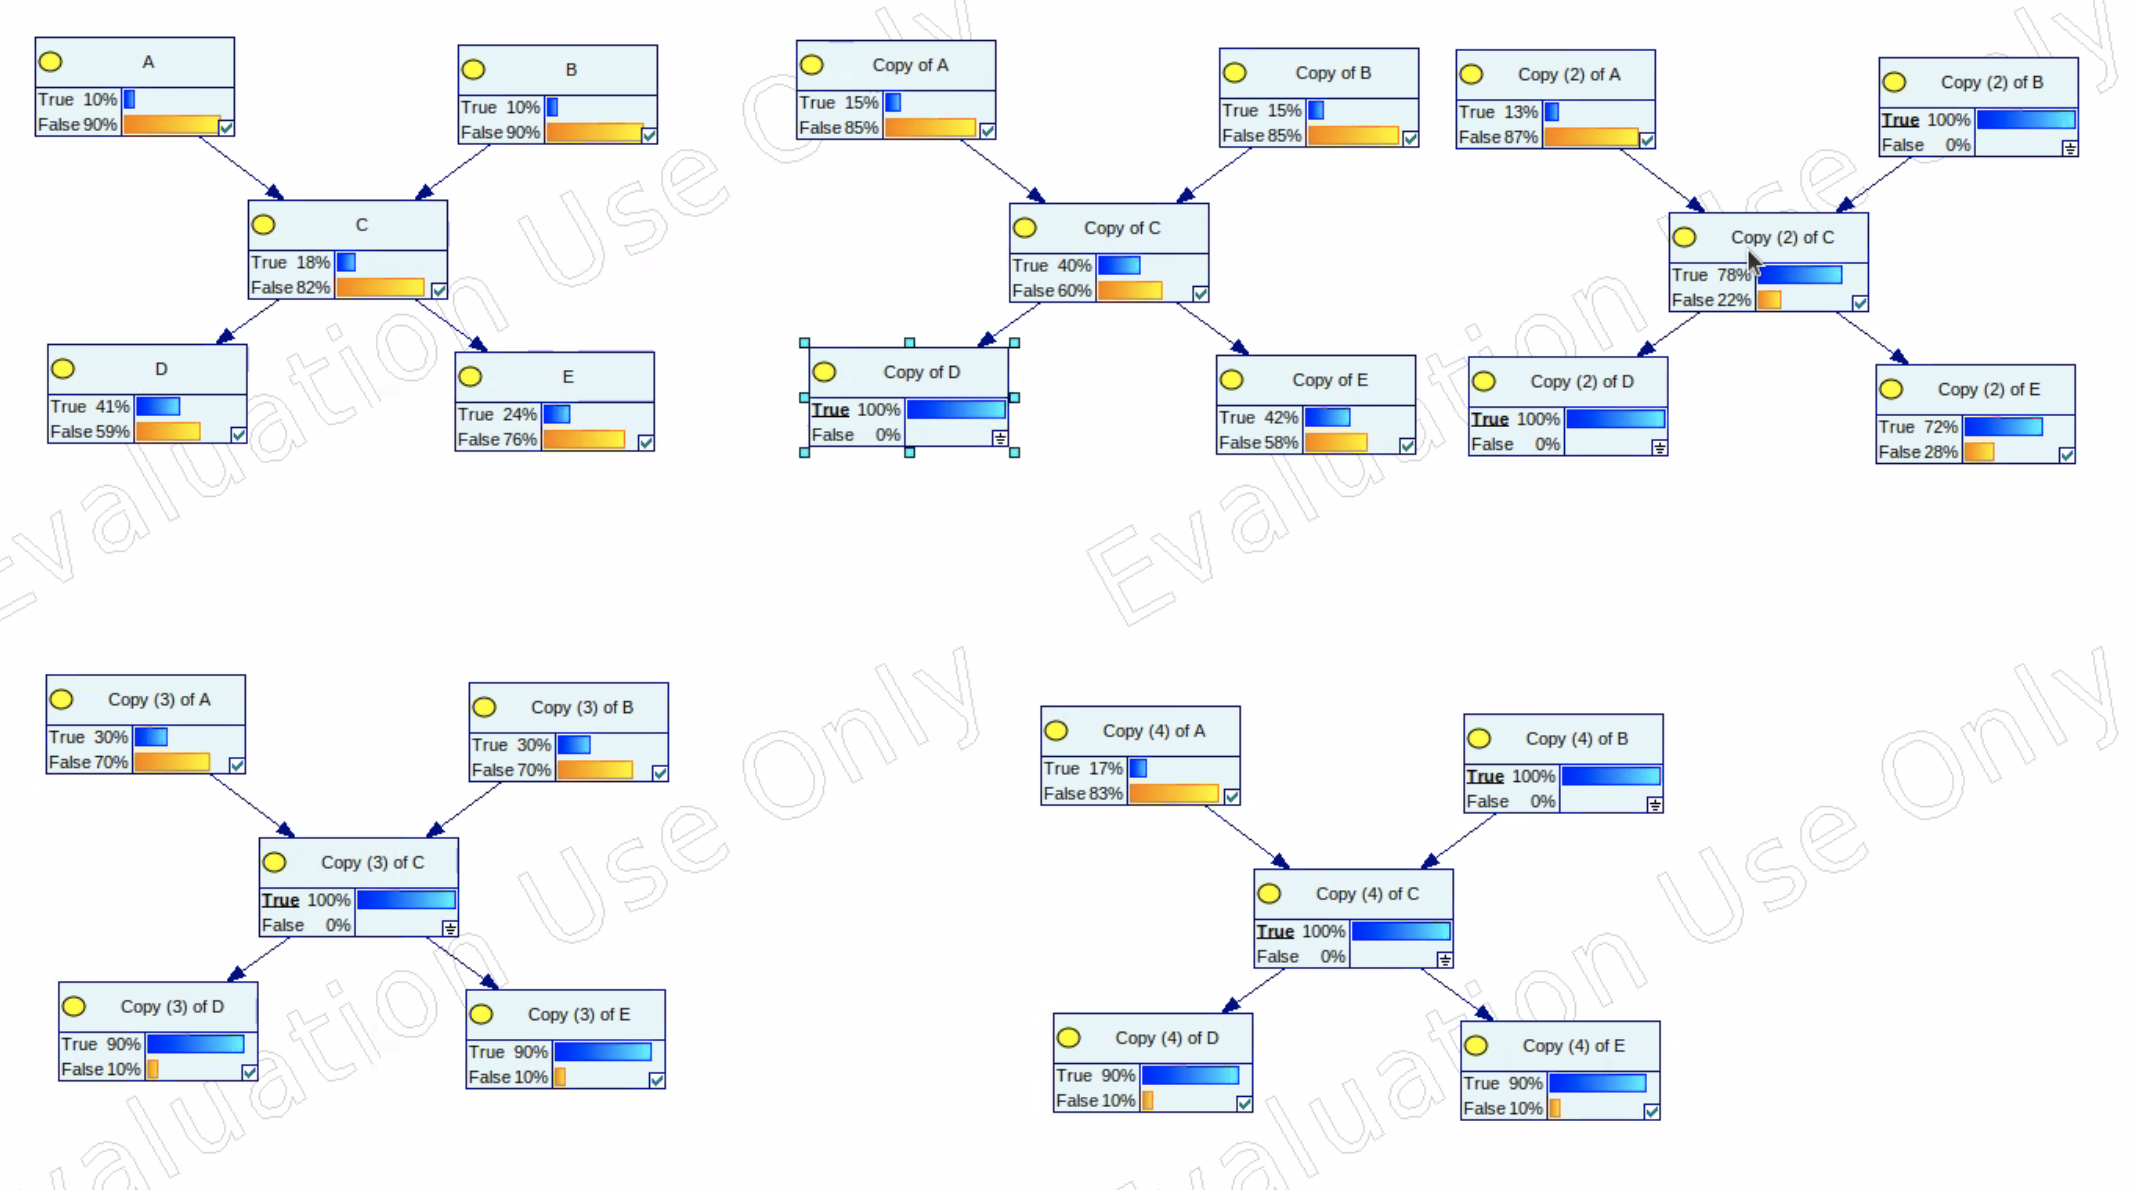 A
True 10%
False 90%
B
True 10%
False 90%
C
True 18%
False 82%
D
True 41%
False 59%
E
True 24%
False 76%
Copy of A
True 15%
False 85%
Copy of B
True 15%
False 85%
Copy of C
True 40%
False 60%
Copy of D
True 100%
False 0%
Copy of E
True 42%
False 58%
Copy (2) of A
True 13%
False 87%
Copy (2) of B
True 100%
False 0%
Copy (2) of C
True 78%
False 22%
Copy (2) of D
True 100%
False 0%
Copy (2) of E
True 72%
False 28%
Copy (3) of A
True 30%
False 70%
Copy (3) of B
True 30%
False 70%
Copy (3) of C
True 100%
False 0%
Copy (3) of D
True 90%
False 10%
Copy (3) of E
True 90%
False 10%
Copy (4) of A
True 17%
False 83%
Copy (4) of B
True 100%
False 0%
Copy (4) of C
True 100%
False 0%
Copy (4) of D
True 90%
False 10%
Copy (4) of E
True 90%
False 10%
Evaluation Use Only
Evaluation Use Only
Evaluation Use Only
Evaluation Use Only